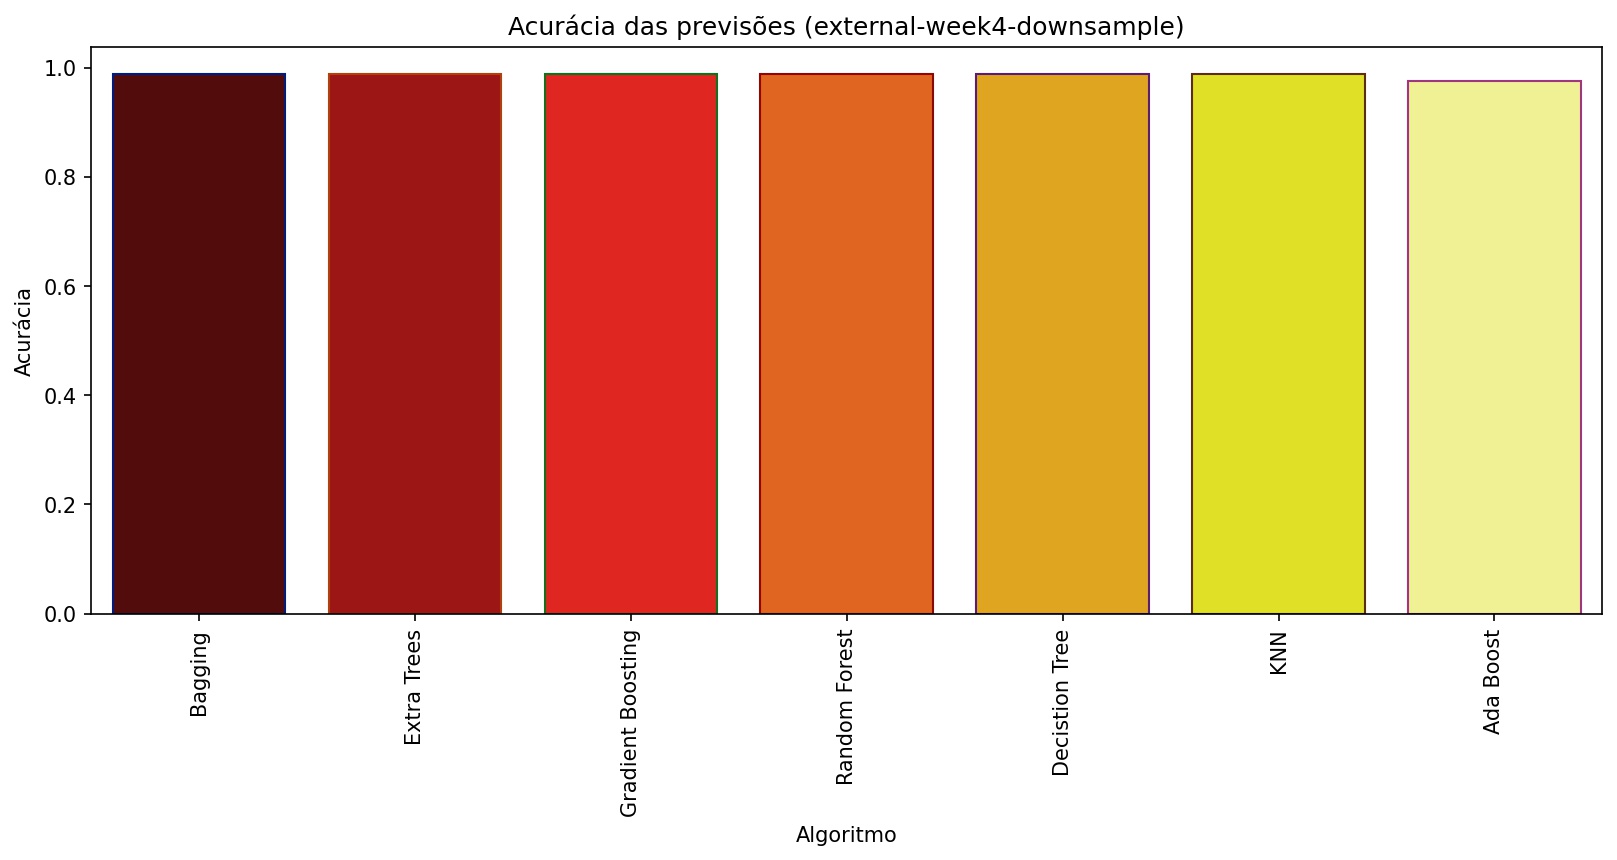 Acurácia das previsões (external-week4-downsample)
Acurácia
1.0
0.8
0.6
0.4
0.2
0.0
Bagging
Extra Trees
Gradient Boosting
Random Forest
Decistion Tree
KNN
Ada Boost
Algoritmo